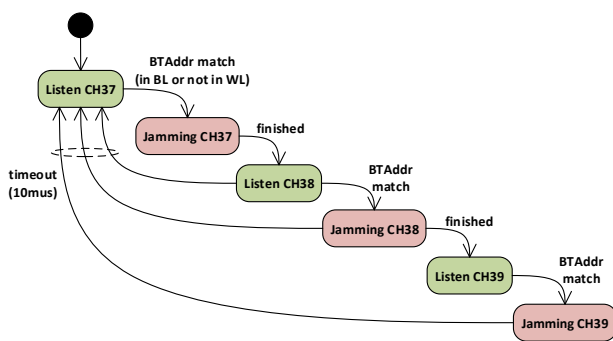 BTAddr match
(in BL or not in WL)
Listen CH37
Jamming CH37
finished
timeout
(10mus)
Listen CH38
BTAddr
match
Jamming CH38
finished
Listen CH39
BTAddr
match
Jamming CH39